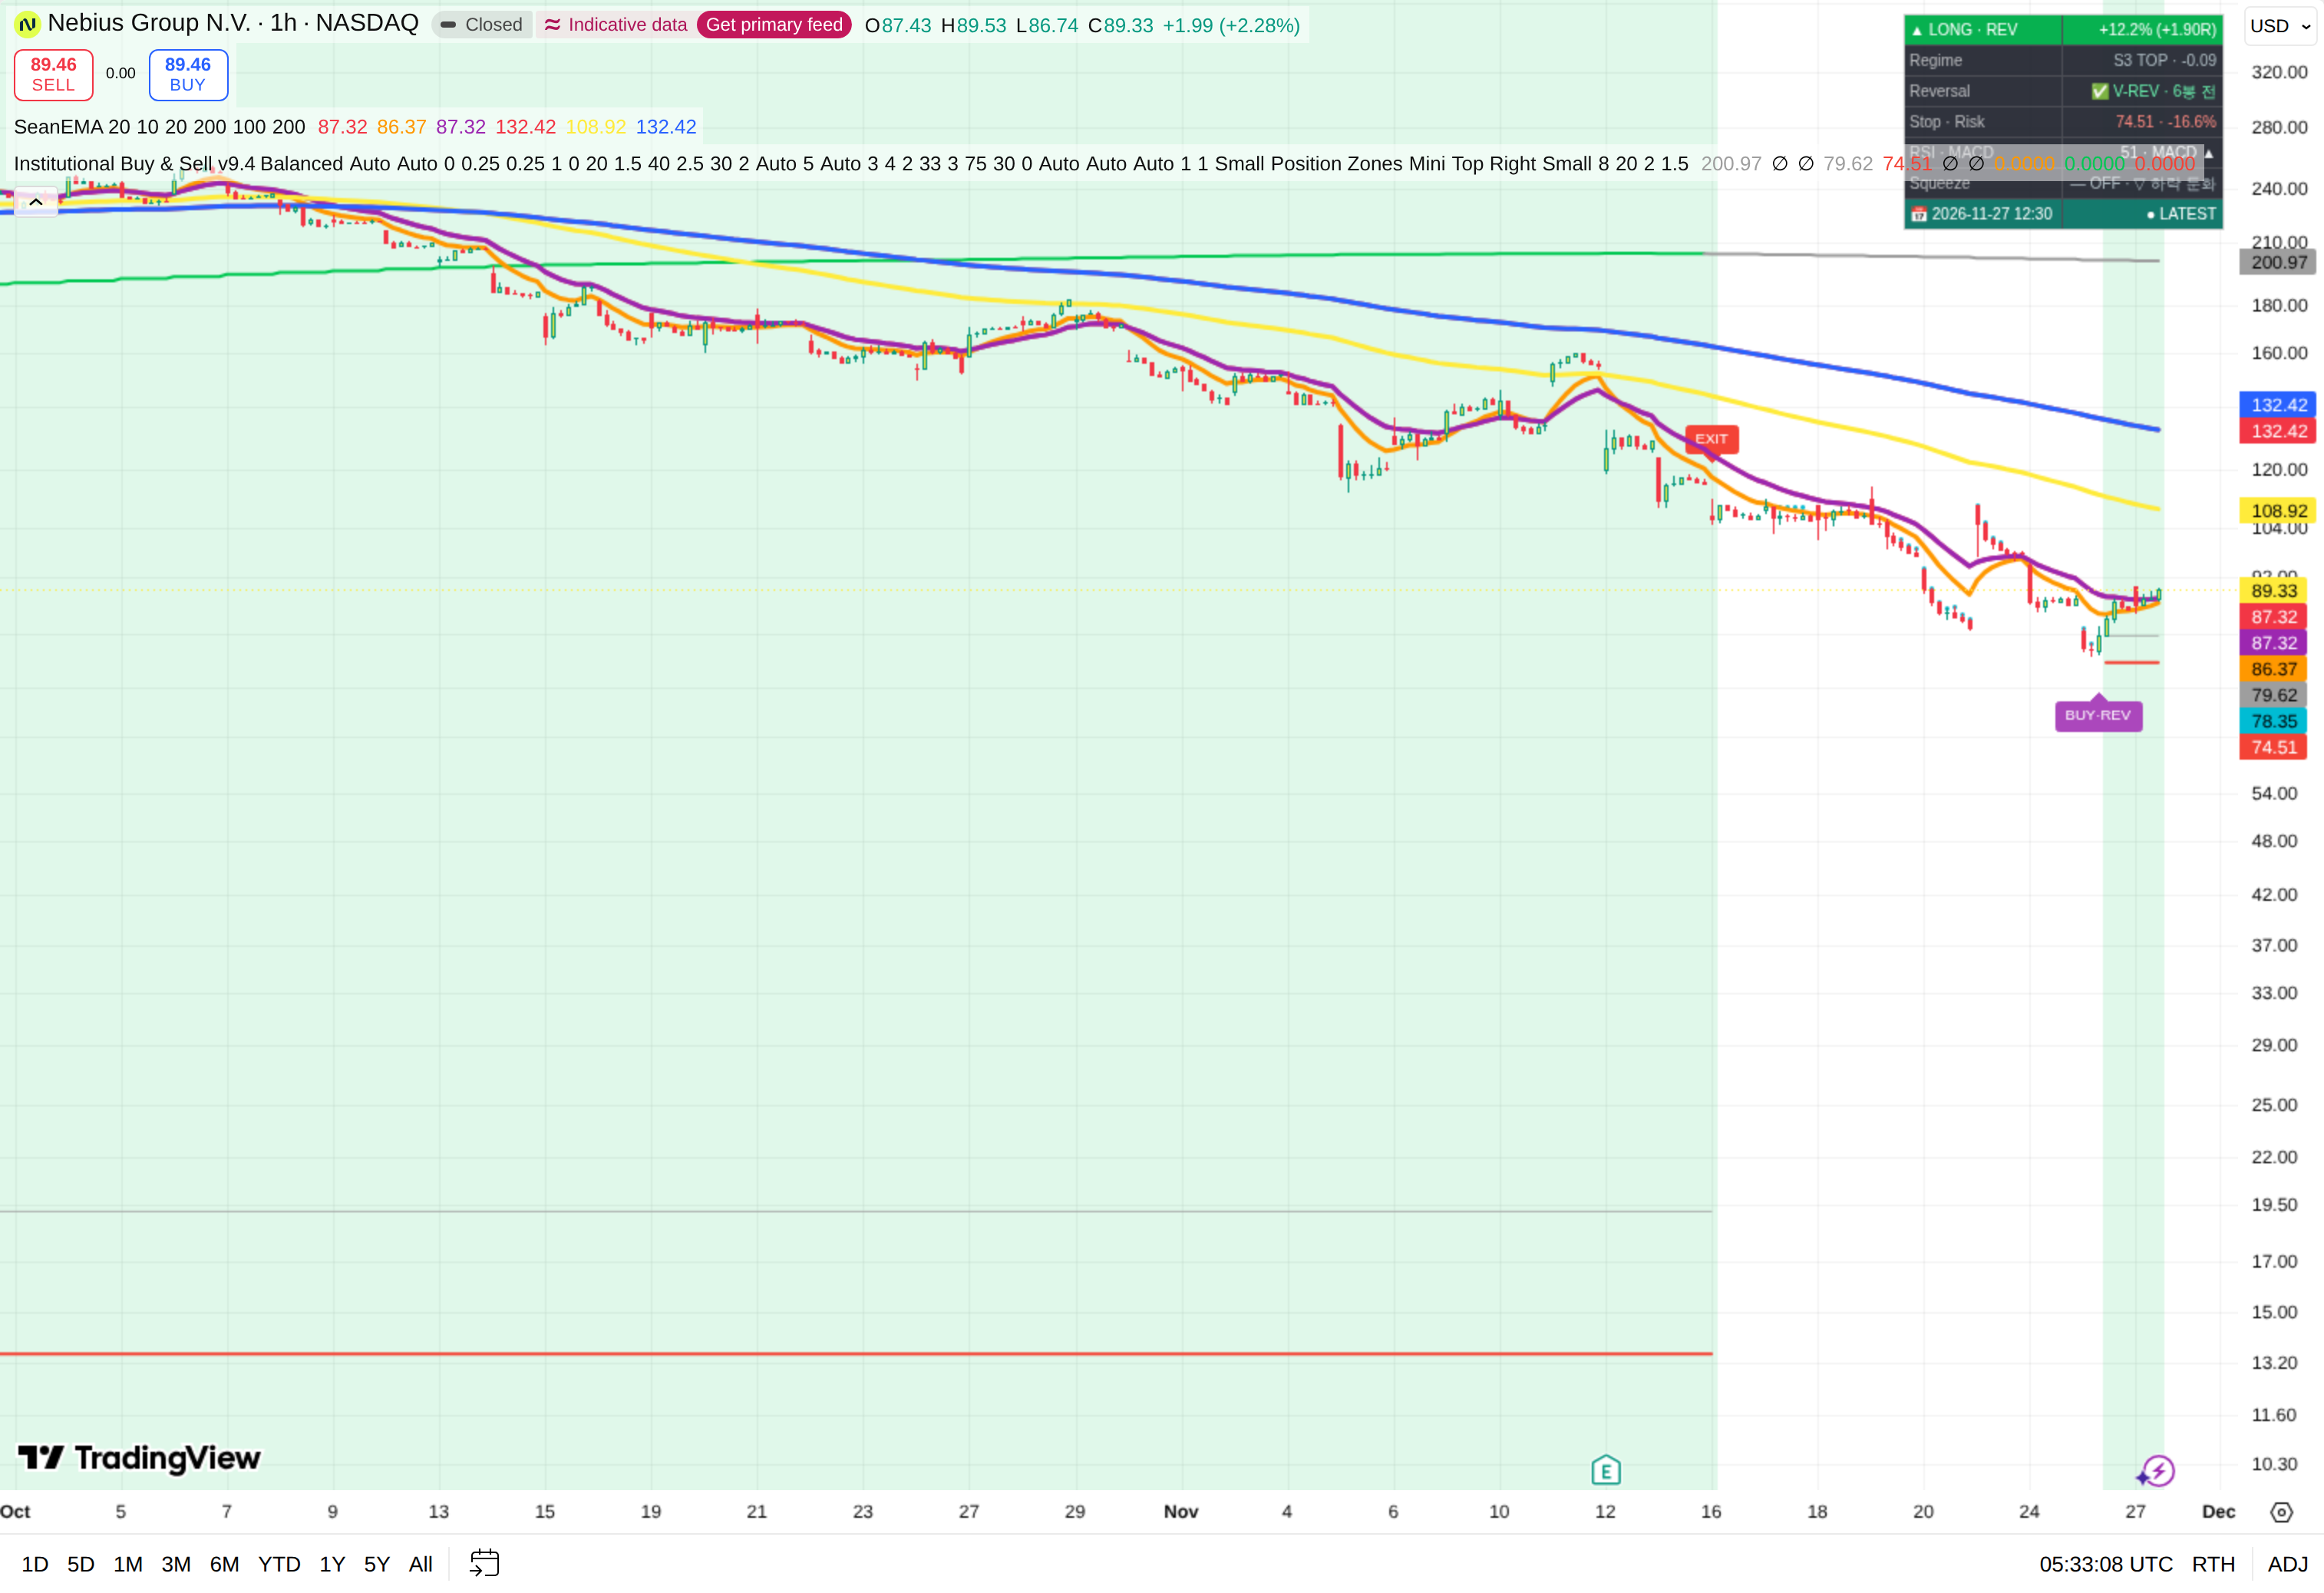 Nebius Group N.V. · 1h · NASDAQ Closed Indicative data Get primary feed O87.43 H89.53 L86.74 C89.33 +1.99 (+2.28%)
89.46 SELL 0.00 89.46 BUY
SeanEMA 20 10 20 200 100 200 87.32 86.37 87.32 132.42 108.92 132.42
Institutional Buy & Sell v9.4 Balanced Auto Auto 0 0.25 0.25 1 0 20 1.5 40 2.5 30 2 Auto 5 Auto 3 4 2 33 3 75 30 0 Auto Auto Auto 1 1 Small Position Zones Mini Top Right Small 8 20 2 1.5 200.97 ∅ ∅ 79.62 74.51 ∅ ∅ 0.0000 0.0000 0.0000
▲ LONG · REV +12.2% (+1.90R)
Regime S3 TOP · -0.09
Reversal ✅ V-REV · 6봉 전
Stop · Risk 74.51 · -16.6%
RSI · MACD 51 · MACD ▲
Squeeze — OFF · ▽ 하락 둔화
2026-11-27 12:30 ● LATEST
USD
320.00
280.00
240.00
210.00
200.97
180.00
160.00
132.42
132.42
120.00
108.92
104.00
92.00
89.33
87.32
87.32
86.37
79.62
78.35
74.51
54.00
48.00
42.00
37.00
33.00
29.00
25.00
22.00
19.50
17.00
15.00
13.20
11.60
10.30
EXIT
BUY-REV
TradingView
E
Oct 5 7 9 13 15 19 21 23 27 29 Nov 4 6 10 12 16 18 20 24 27 Dec
1D 5D 1M 3M 6M YTD 1Y 5Y All 05:33:08 UTC RTH ADJ